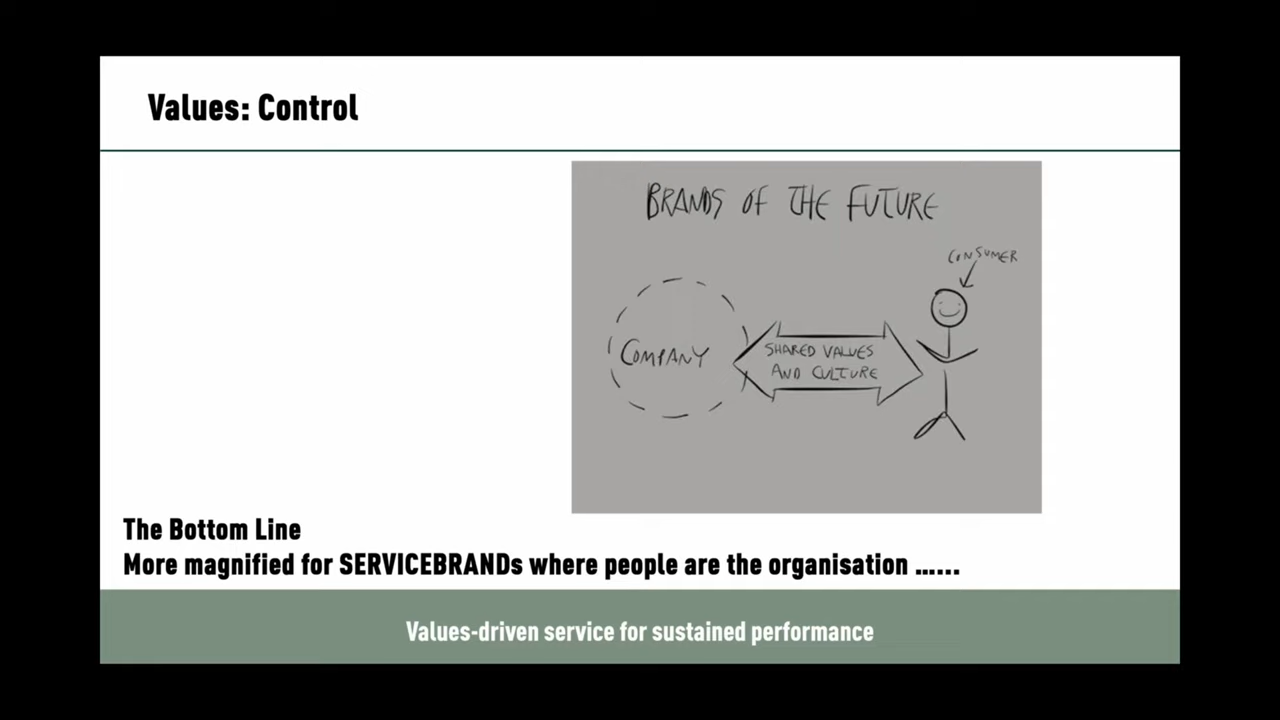 Values: Control
BRANDS OF THE FUTURE
CONSUMER
COMPANY
SHARED VALUES
AND CULTURE
The Bottom Line
More magnified for SERVICEBRANDs where people are the organisation ......
Values-driven service for sustained performance